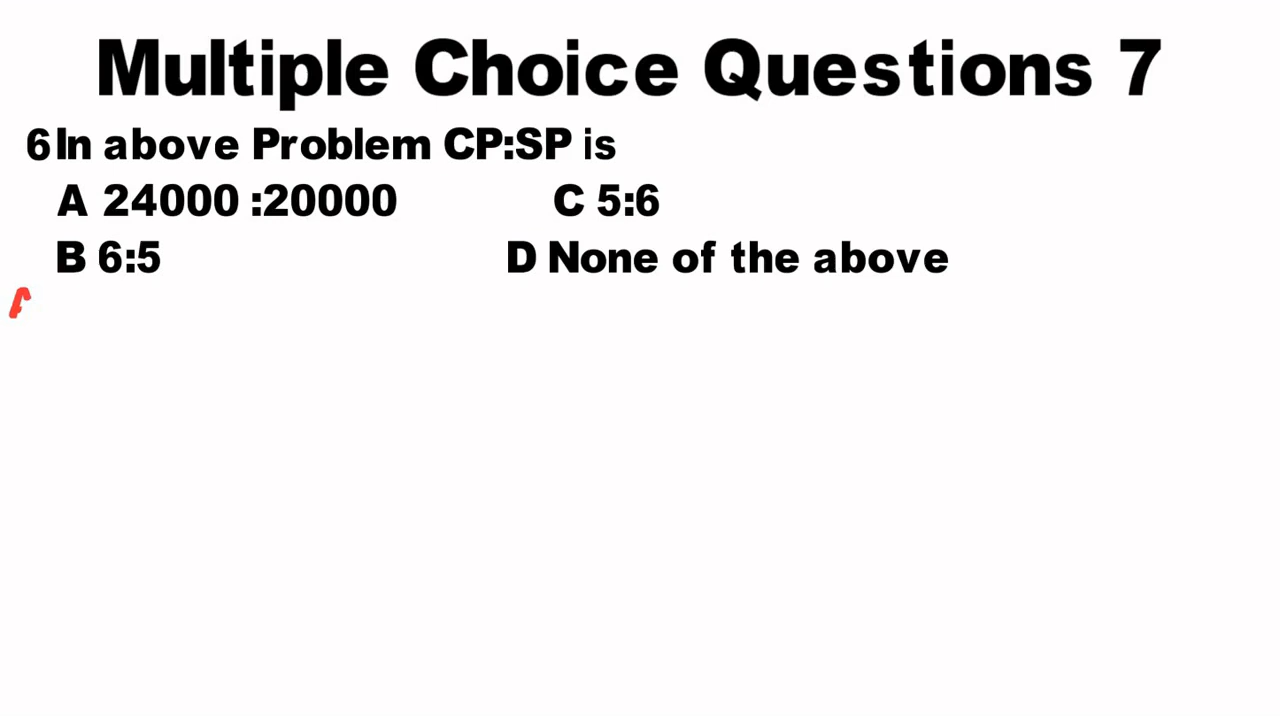 Multiple Choice Questions 7
6 In above Problem CP:SP is
A 24000 :20000 C 5:6
B 6:5 D None of the above